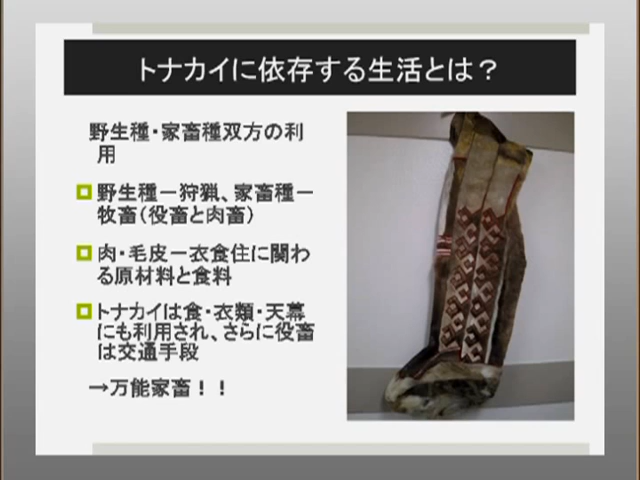 トナカイに依存する生活とは？
野生種・家畜種双方の利
用
野生種ー狩猟、家畜種ー
牧畜（役畜と肉畜）
肉・毛皮ー衣食住に関わ
る原材料と食料
トナカイは食・衣類・天幕
にも利用され、さらに役畜
は交通手段
→万能家畜！！